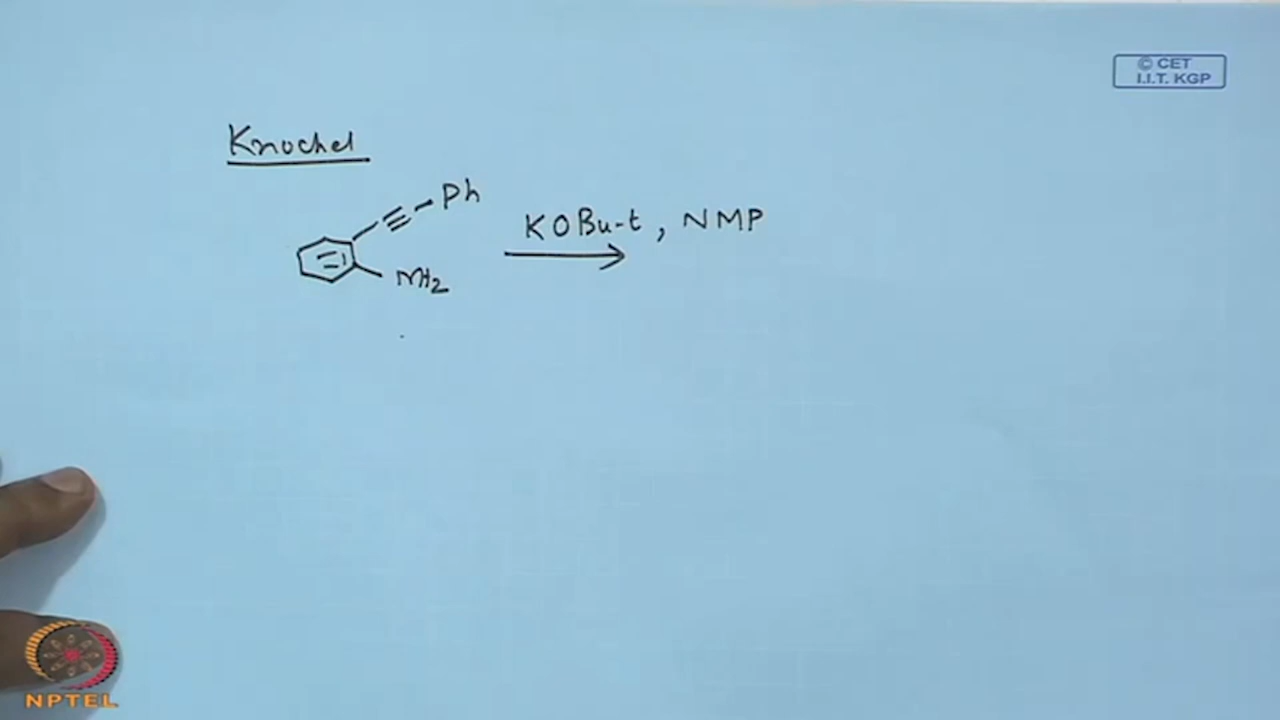 © CET
I.I.T. KGP
Knochel
Ph
KOBu-t, NMP
NH2
NPTEL